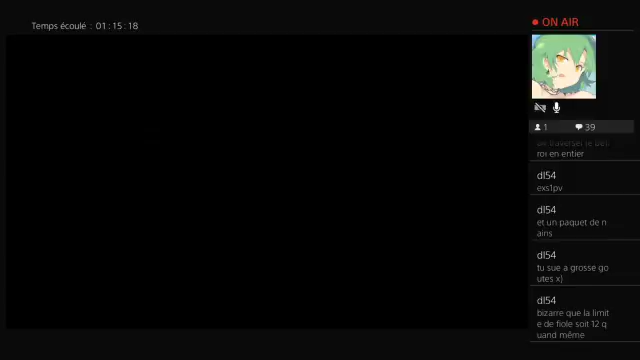 Temps écoulé : 01:15:18
ON AIR
1 39
roi en entier
dl54
exs1pv
dl54
et un paquet de n
ains
dl54
tu sue a grosse go
utes x)
dl54
bizarre que la limit
e de fiole soit 12 q
uand même